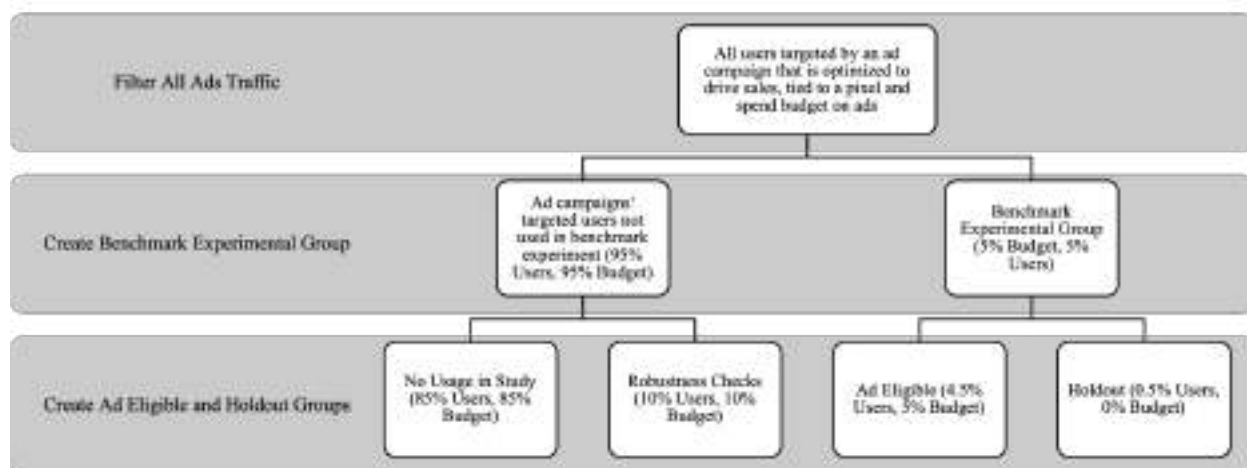 Filter All Ads Traffic
All users targeted by an ad
campaign that is optimized to
drive sales, tied to a pixel and
spend budget on ads
Create Benchmark Experimental Group
Ad campaigns'
targeted users not
used in benchmark
experiment (95%
Users, 95% Budget)
Benchmark
Experimental Group
(5% Budget, 5%
Users)
Create Ad Eligible and Holdout Groups
No Usage in Study
(85% Users, 85%
Budget)
Robustness Checks
(10% Users, 10%
Budget)
Ad Eligible (4.5%
Users, 5% Budget)
Holdout (0.5% Users,
0% Budget)